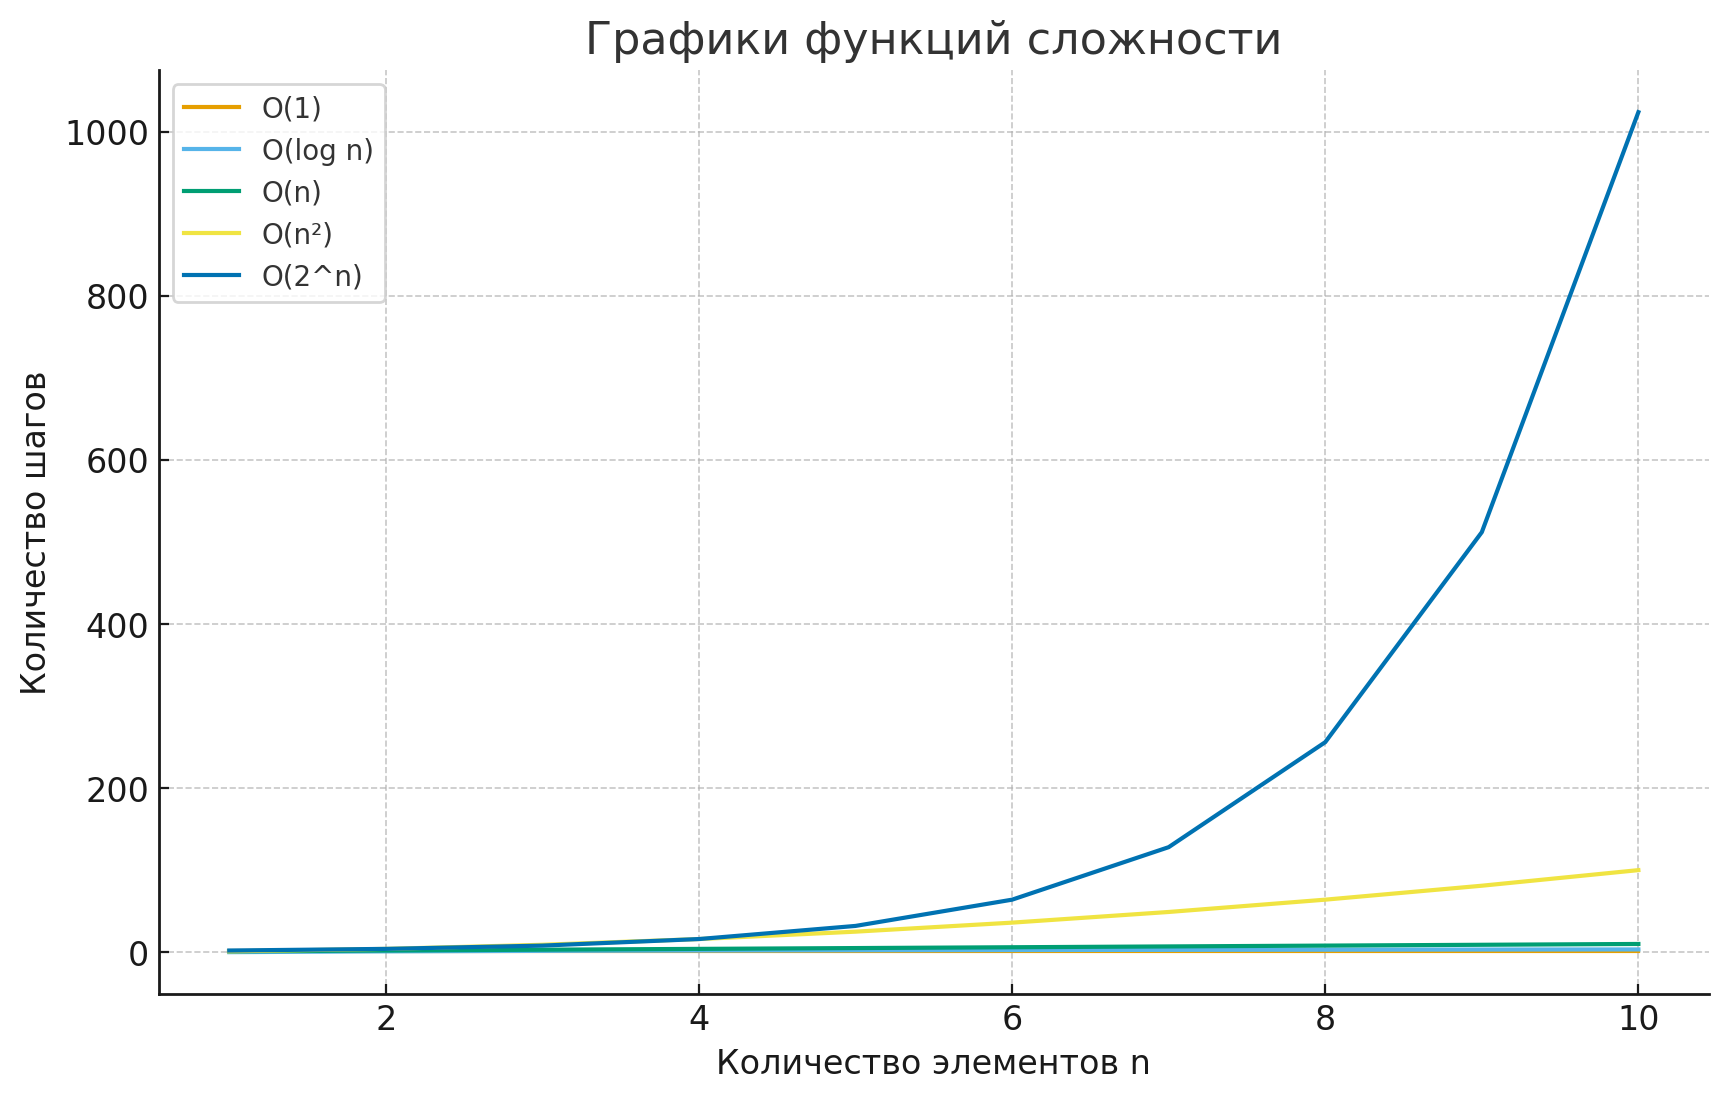 Графики функций сложности
O(1)
O(log n)
O(n)
O(n²)
O(2^n)
Количество шагов
1000
800
600
400
200
0
2
4
6
8
10
Количество элементов n